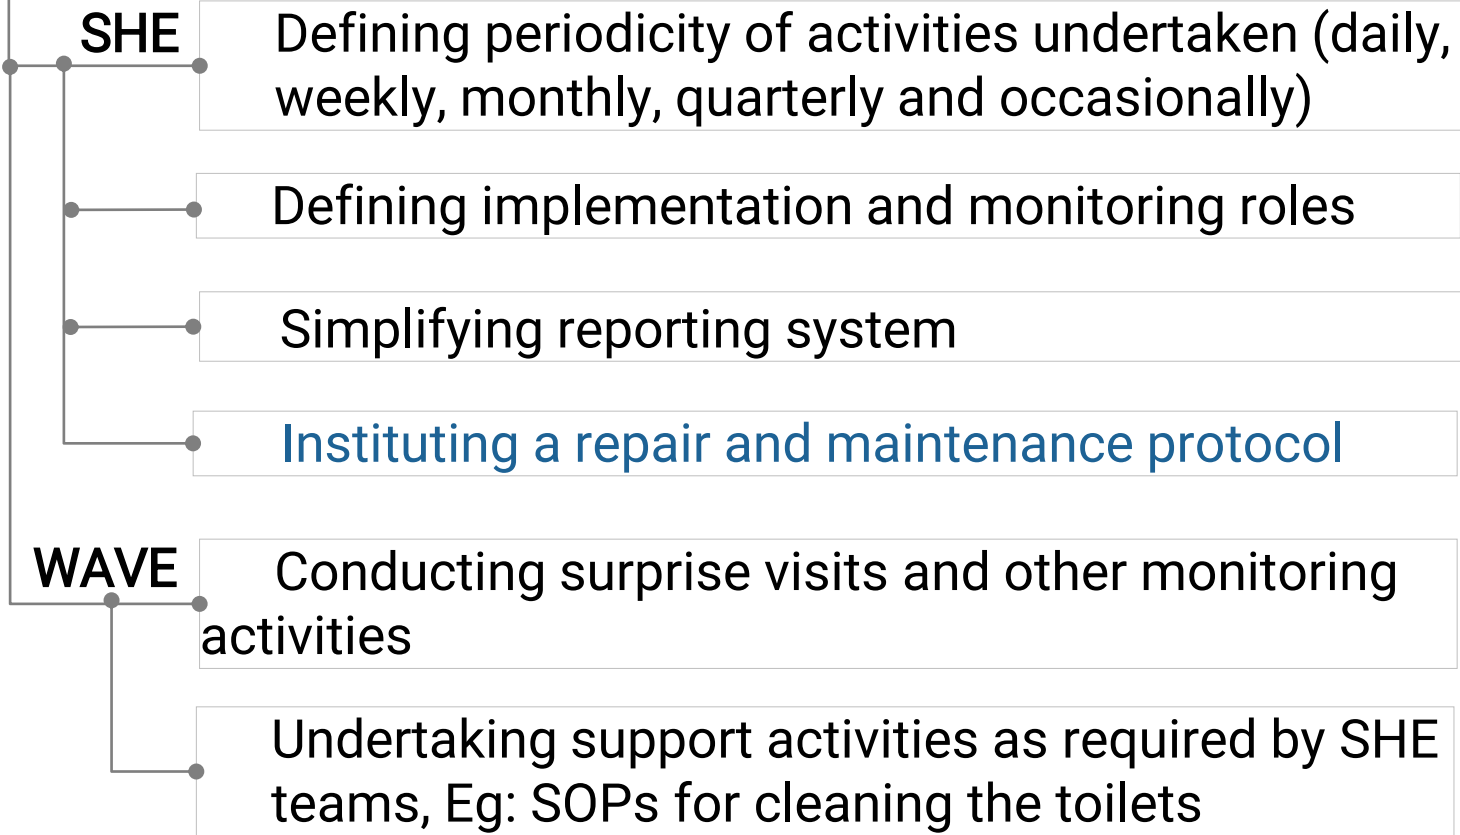 SHE
Defining periodicity of activities undertaken (daily,
weekly, monthly, quarterly and occasionally)
Defining implementation and monitoring roles
Simplifying reporting system
Instituting a repair and maintenance protocol
WAVE
Conducting surprise visits and other monitoring
activities
Undertaking support activities as required by SHE
teams, Eg: SOPs for cleaning the toilets